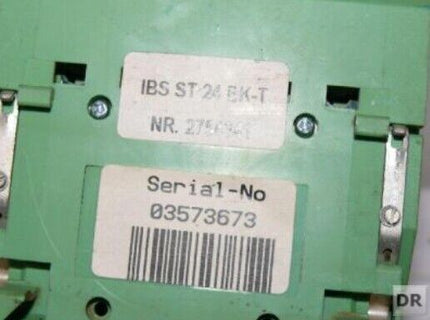 IBS ST 24 BK-T
NR.
Serial-No
03573673
DR